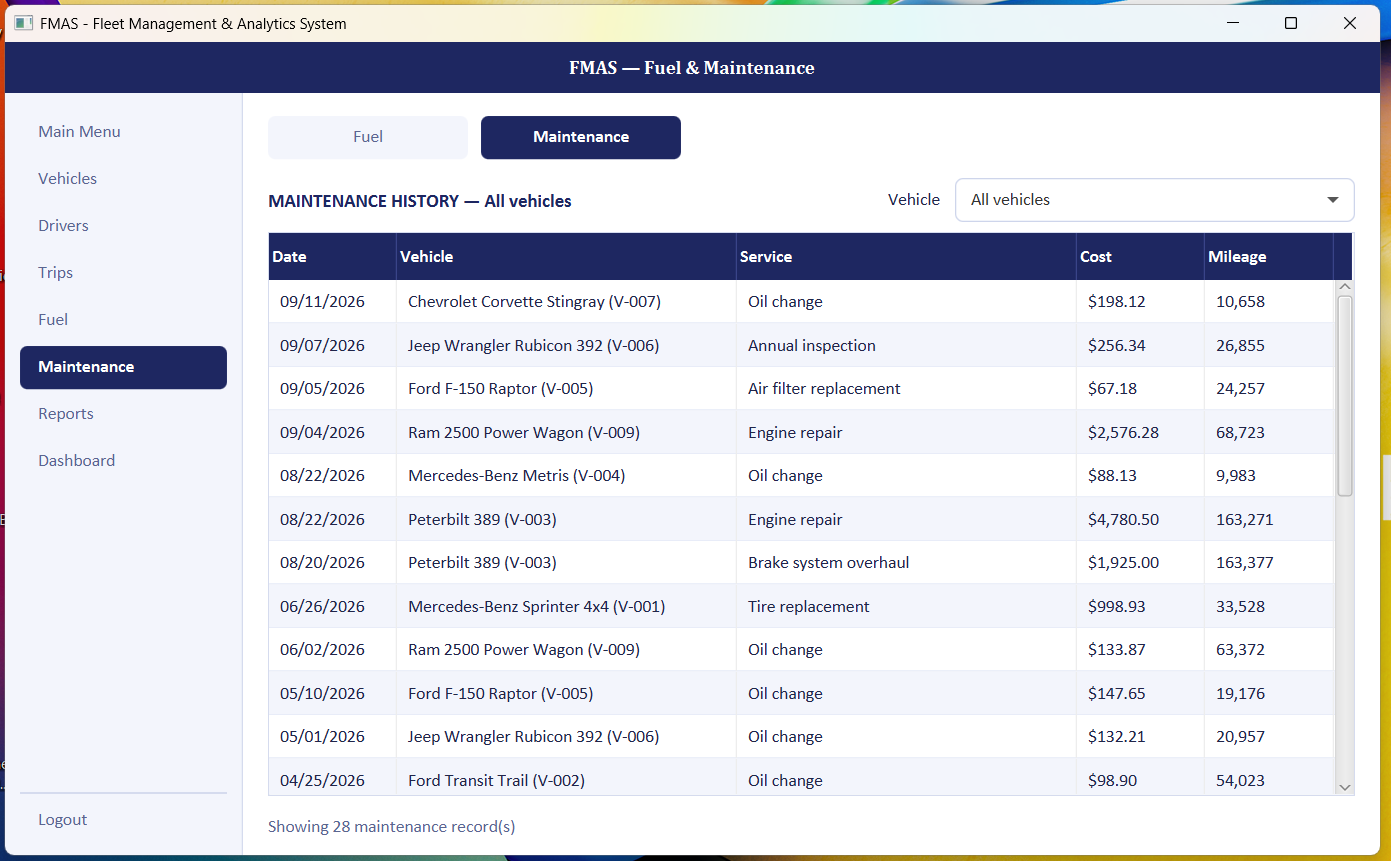 FMAS - Fleet Management & Analytics System
FMAS — Fuel & Maintenance
Main Menu
Vehicles
Drivers
Trips
Fuel
Maintenance
Reports
Dashboard
Logout
Fuel
Maintenance
MAINTENANCE HISTORY — All vehicles
Vehicle
All vehicles
Date Vehicle Service Cost Mileage
09/11/2026 Chevrolet Corvette Stingray (V-007) Oil change $198.12 10,658
09/07/2026 Jeep Wrangler Rubicon 392 (V-006) Annual inspection $256.34 26,855
09/05/2026 Ford F-150 Raptor (V-005) Air filter replacement $67.18 24,257
09/04/2026 Ram 2500 Power Wagon (V-009) Engine repair $2,576.28 68,723
08/22/2026 Mercedes-Benz Metris (V-004) Oil change $88.13 9,983
08/22/2026 Peterbilt 389 (V-003) Engine repair $4,780.50 163,271
08/20/2026 Peterbilt 389 (V-003) Brake system overhaul $1,925.00 163,377
06/26/2026 Mercedes-Benz Sprinter 4x4 (V-001) Tire replacement $998.93 33,528
06/02/2026 Ram 2500 Power Wagon (V-009) Oil change $133.87 63,372
05/10/2026 Ford F-150 Raptor (V-005) Oil change $147.65 19,176
05/01/2026 Jeep Wrangler Rubicon 392 (V-006) Oil change $132.21 20,957
04/25/2026 Ford Transit Trail (V-002) Oil change $98.90 54,023
Showing 28 maintenance record(s)